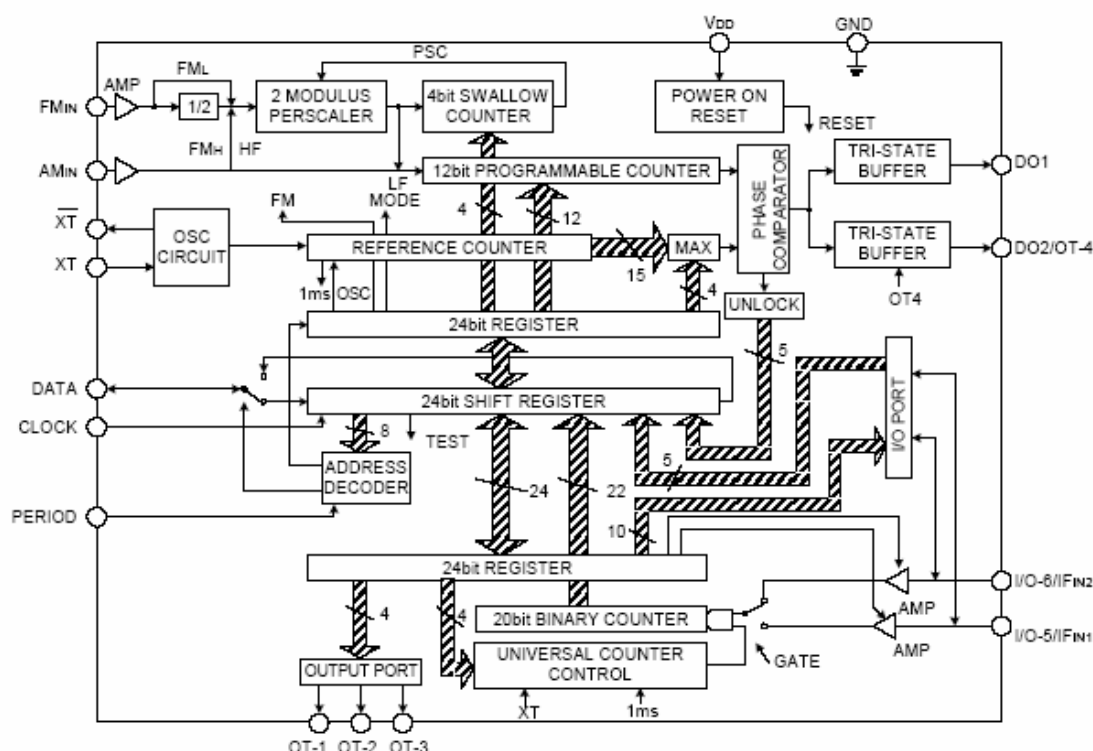 VDD
GND
PSC
AMP
FML
FMIN
1/2
2 MODULUS
PERSCALER
4bit SWALLOW
COUNTER
POWER ON
RESET
RESET
FMH
HF
AMIN
12bit PROGRAMMABLE COUNTER
PHASE
COMPARATOR
TRI-STATE
BUFFER
DO1
LF
MODE
FM
4
12
XT
OSC
CIRCUIT
XT
REFERENCE COUNTER
15
MAX
TRI-STATE
BUFFER
DO2/OT-4
OT4
1ms
OSC
4
UNLOCK
24bit REGISTER
5
I/O PORT
DATA
24bit SHIFT REGISTER
CLOCK
8
TEST
ADDRESS
DECODER
5
24
22
PERIOD
10
24bit REGISTER
I/O-6/IFIN2
AMP
4
4
20bit BINARY COUNTER
I/O-5/IFIN1
AMP
GATE
OUTPUT PORT
UNIVERSAL COUNTER
CONTROL
XT
1ms
OT-1
OT-2
OT-3